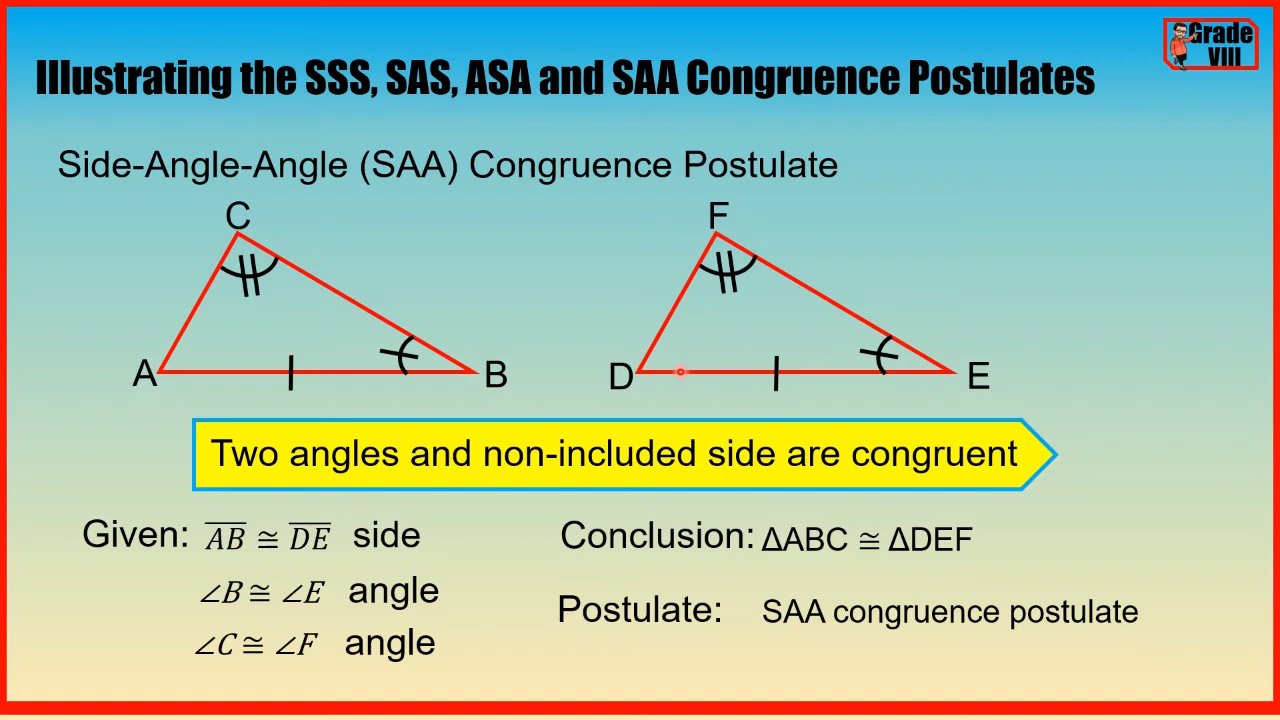 Grade
VIII
Illustrating the SSS, SAS, ASA and SAA Congruence Postulates
Side-Angle-Angle (SAA) Congruence Postulate
C
F
A
B
D
E
Two angles and non-included side are congruent
Given: AB ≅ DE side
∠B ≅ ∠E angle
∠C ≅ ∠F angle
Conclusion: ΔABC ≅ ΔDEF
Postulate: SAA congruence postulate